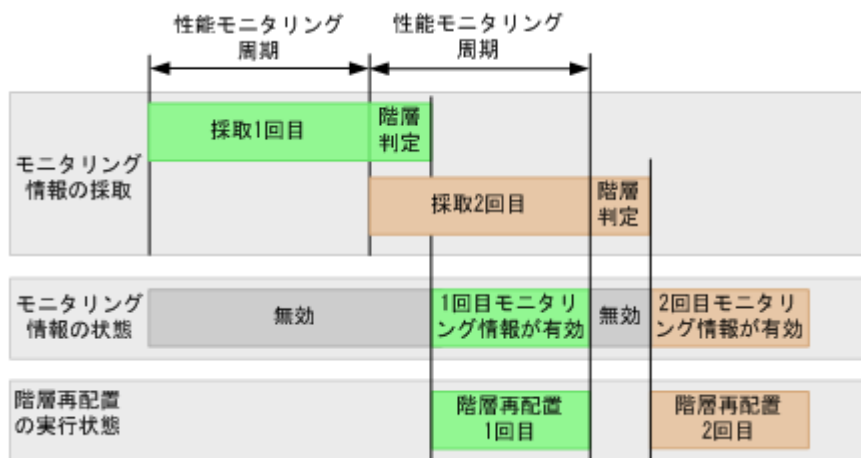 性能モニタリング
周期
性能モニタリング
周期
モニタリング
情報の採取
採取1回目
階層
判定
採取2回目
階層
判定
モニタリング
情報の状態
無効
1回目モニタリ
ング情報が有効
無効
2回目モニタリ
ング情報が有効
階層再配置
の実行状態
階層再配置
1回目
階層再配置
2回目